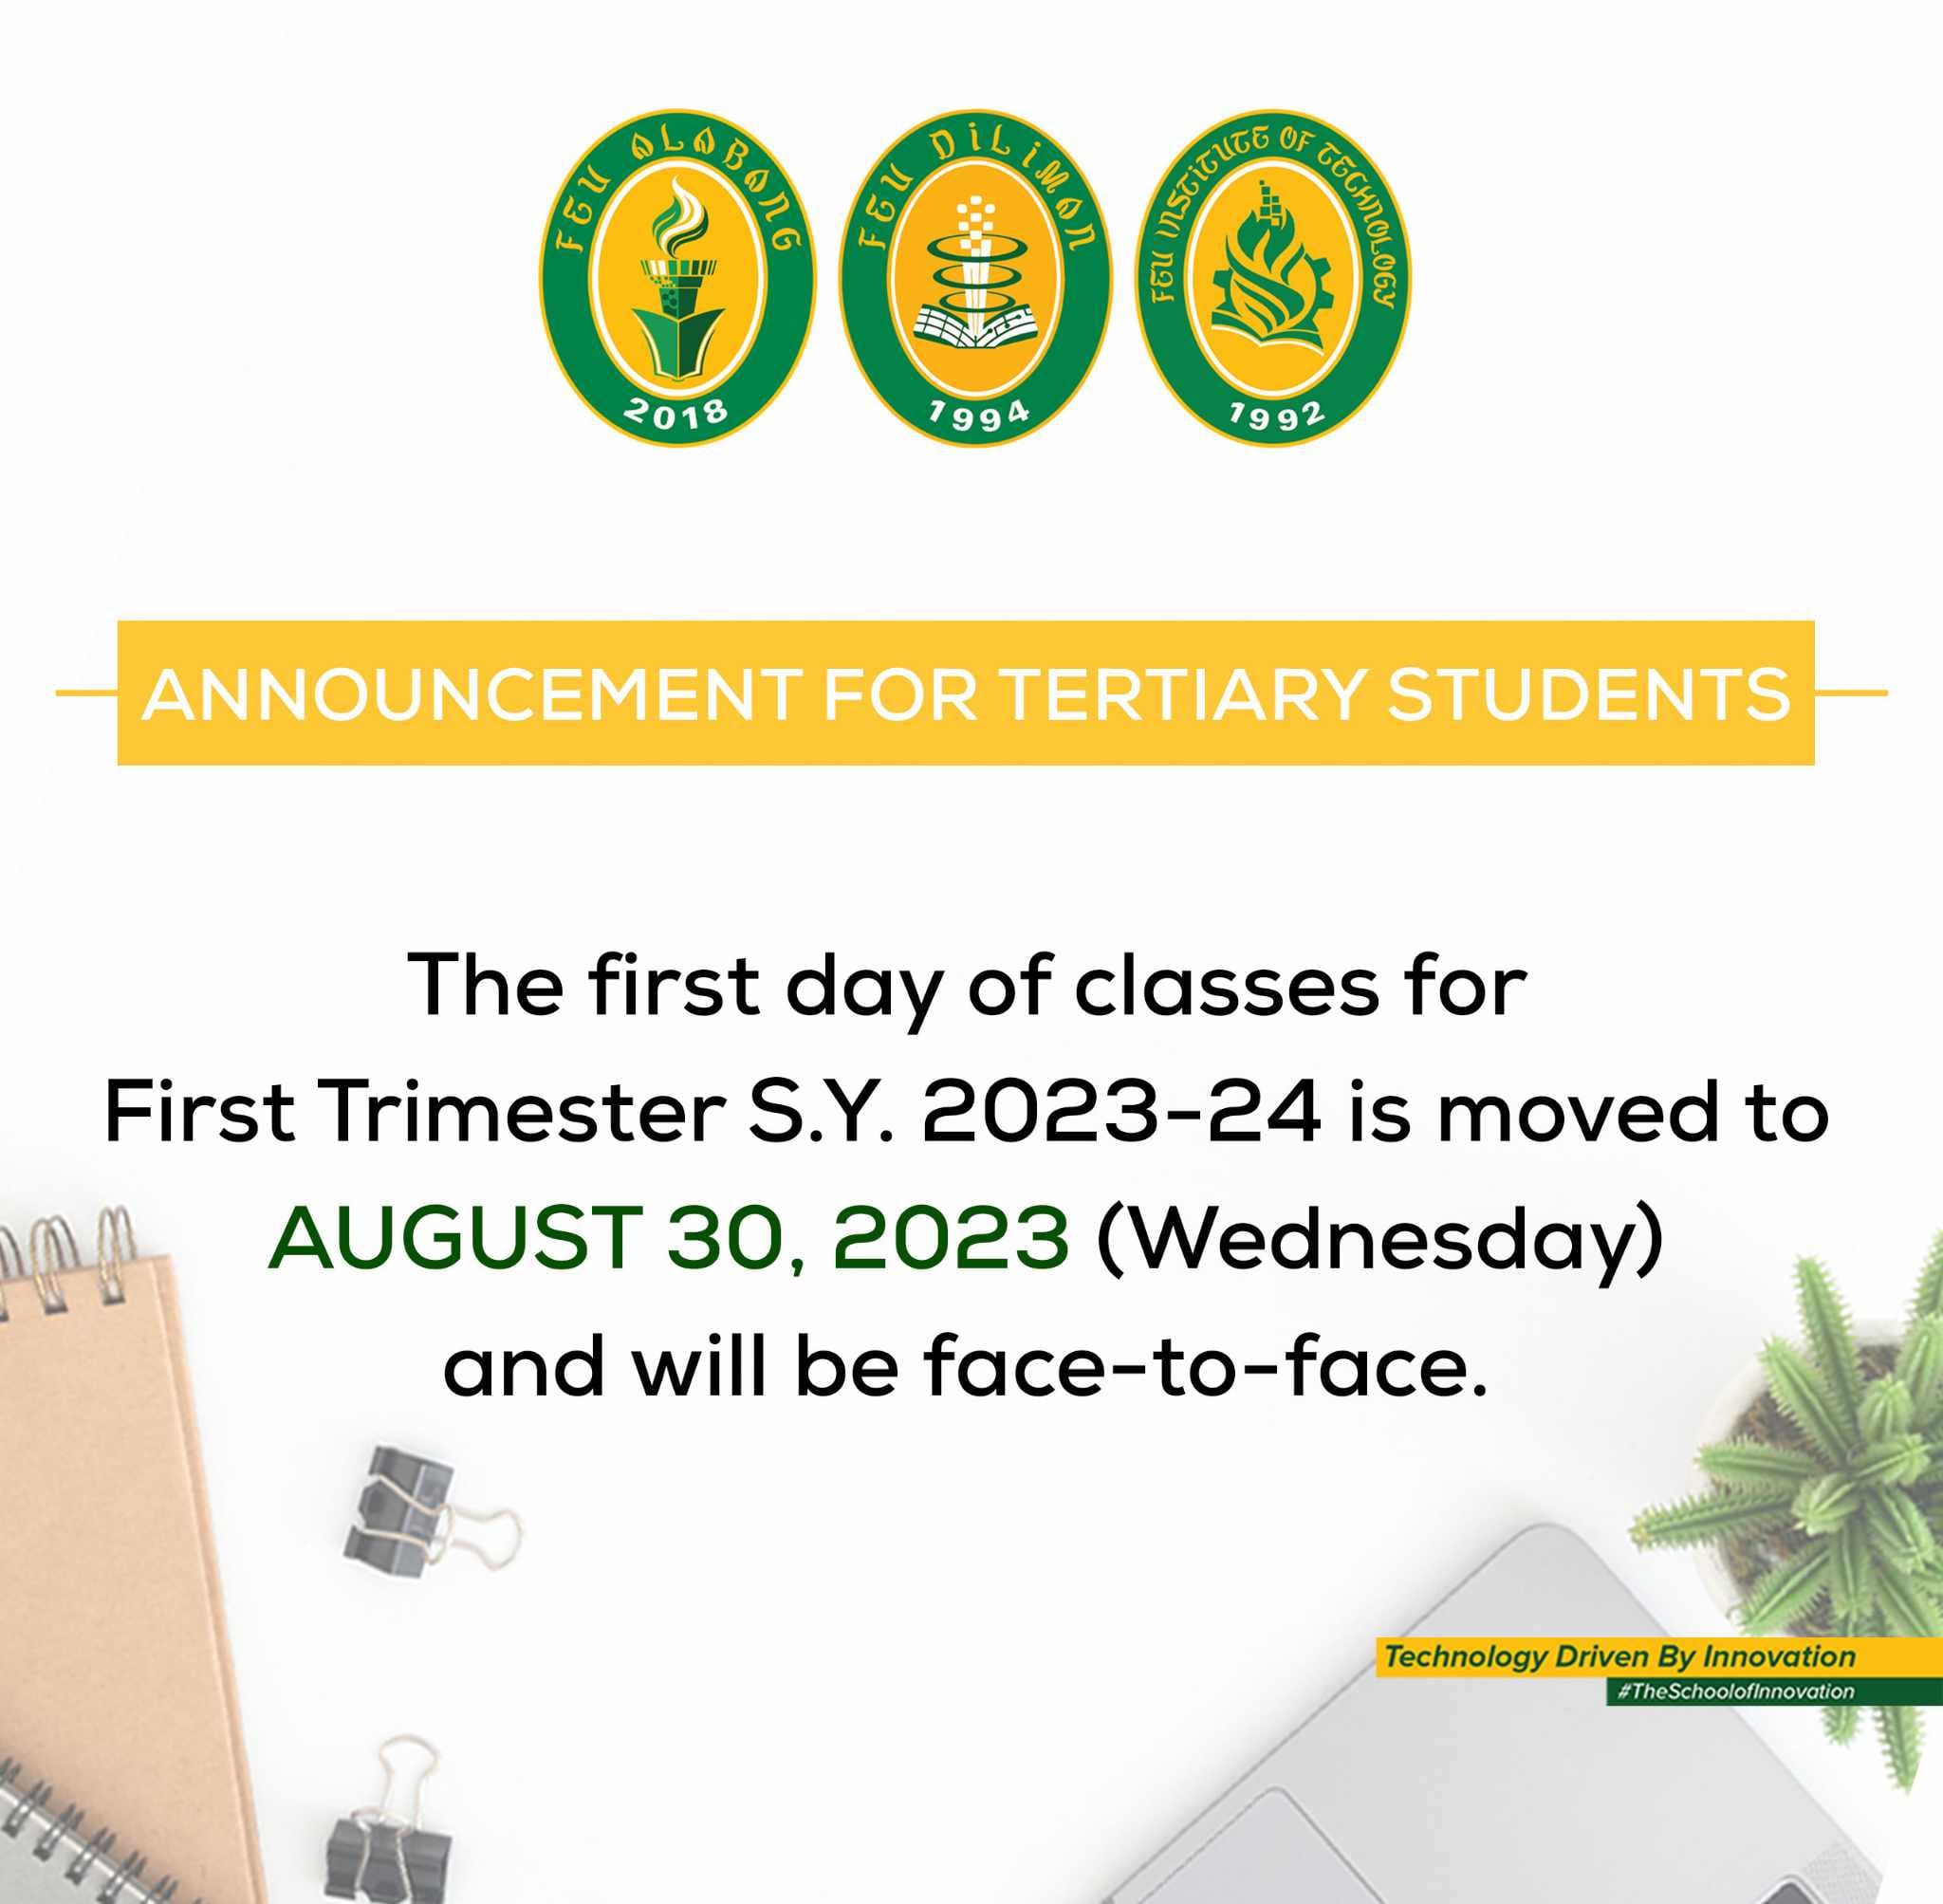 FEU ALABANG
2018
FEU DILIMAN
1994
FEU INSTITUTE OF TECHNOLOGY
1992
ANNOUNCEMENT FOR TERTIARY STUDENTS
The first day of classes for
First Trimester S.Y. 2023-24 is moved to
AUGUST 30, 2023 (Wednesday)
and will be face-to-face.
Technology Driven By Innovation
#TheSchoolofInnovation